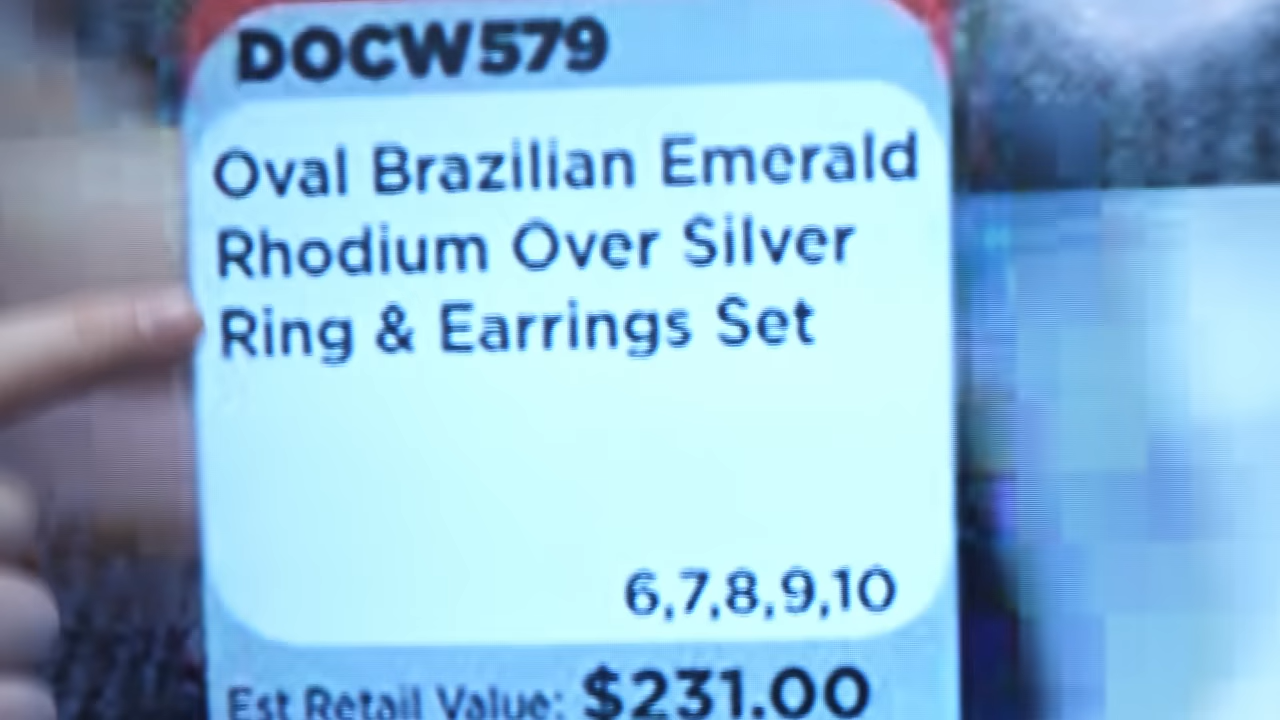 DOCW579
Oval Brazilian Emerald
Rhodium Over Silver
Ring & Earrings Set
6,7,8,9,10
Est Retail Value: $231.00